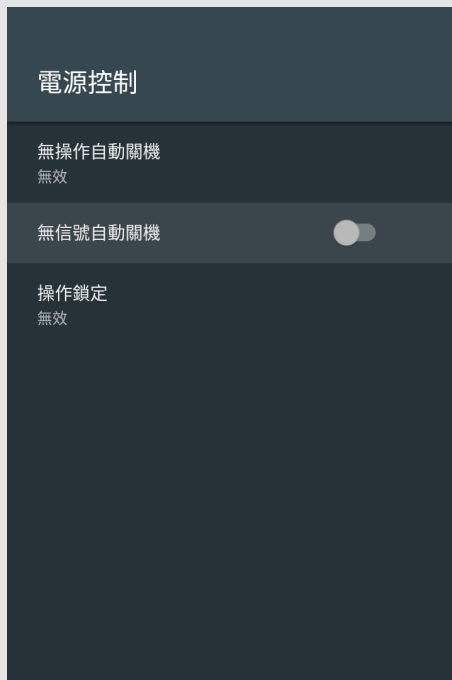 電源控制
無操作自動關機
無效
無信號自動關機
操作鎖定
無效